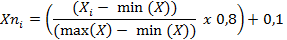 Xn_i = ( (X_i − min (X)) / (max(X) − min (X)) x 0,8 ) + 0,1